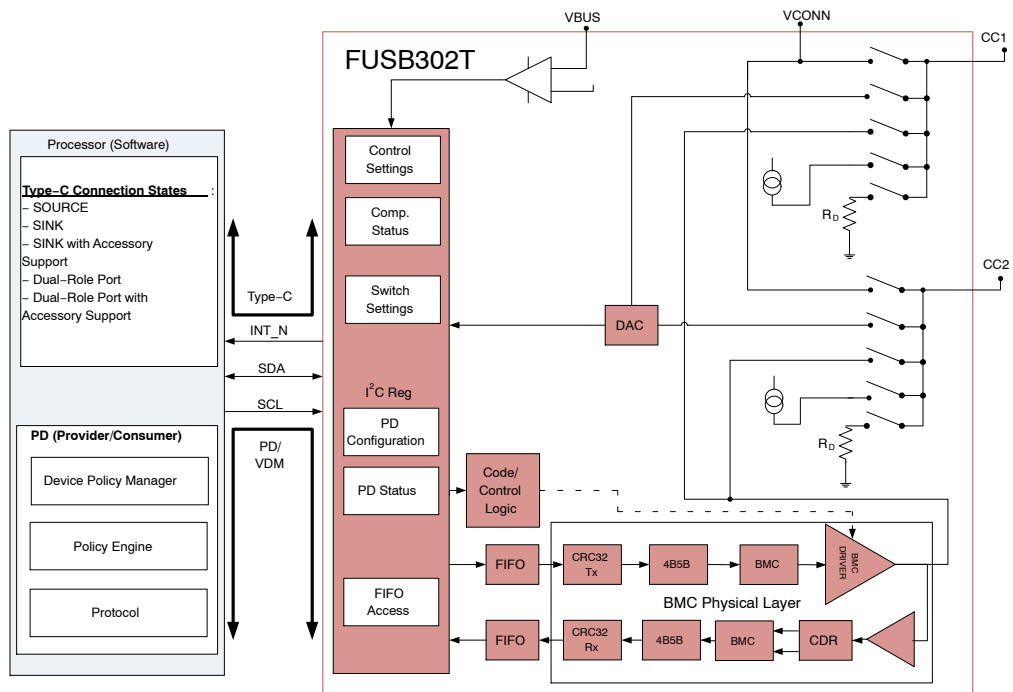 VBUS
VCONN
CC1
FUSB302T
Processor (Software)
Type−C Connection States :
− SOURCE
− SINK
− SINK with Accessory
Support
− Dual−Role Port
− Dual−Role Port with
Accessory Support
Type−C
INT_N
SDA
SCL
PD (Provider/Consumer)
Device Policy Manager
Policy Engine
Protocol
PD/
VDM
Control
Settings
Comp.
Status
Switch
Settings
I²C Reg
PD
Configuration
PD Status
FIFO
Access
DAC
RD
CC2
RD
Code/
Control
Logic
FIFO
CRC32
Tx
4B5B
BMC
BMC
DRIVER
BMC Physical Layer
FIFO
CRC32
Rx
4B5B
BMC
CDR